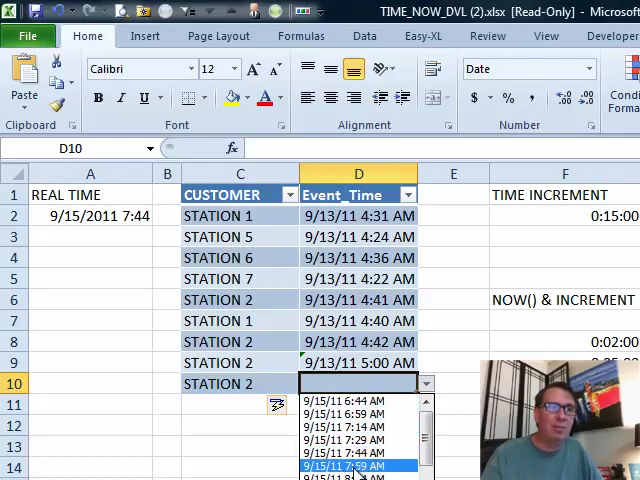 TIME_NOW_DVL (2).xlsx [Read-Only] - Microsof
File Home Insert Page Layout Formulas Data Easy-XL Review View Developer
Paste Calibri 12 A A Date
B I U A $ % , .00
Clipboard Font Alignment Number Condi Form
D10 fx
A B C D E F
1 REAL TIME CUSTOMER Event_Time TIME INCREMENT
2 9/15/2011 7:44 STATION 1 9/13/11 4:31 AM 0:15:00
3 STATION 5 9/13/11 4:24 AM
4 STATION 6 9/13/11 4:36 AM
5 STATION 7 9/13/11 4:22 AM
6 STATION 2 9/13/11 4:41 AM NOW() & INCREMENT
7 STATION 1 9/13/11 4:40 AM
8 STATION 2 9/13/11 4:42 AM 0:02:00
9 STATION 2 9/13/11 5:00 AM
10 STATION 2
11 9/15/11 6:44 AM
9/15/11 6:59 AM
12 9/15/11 7:14 AM
9/15/11 7:29 AM
13 9/15/11 7:44 AM
14 9/15/11 7:59 AM